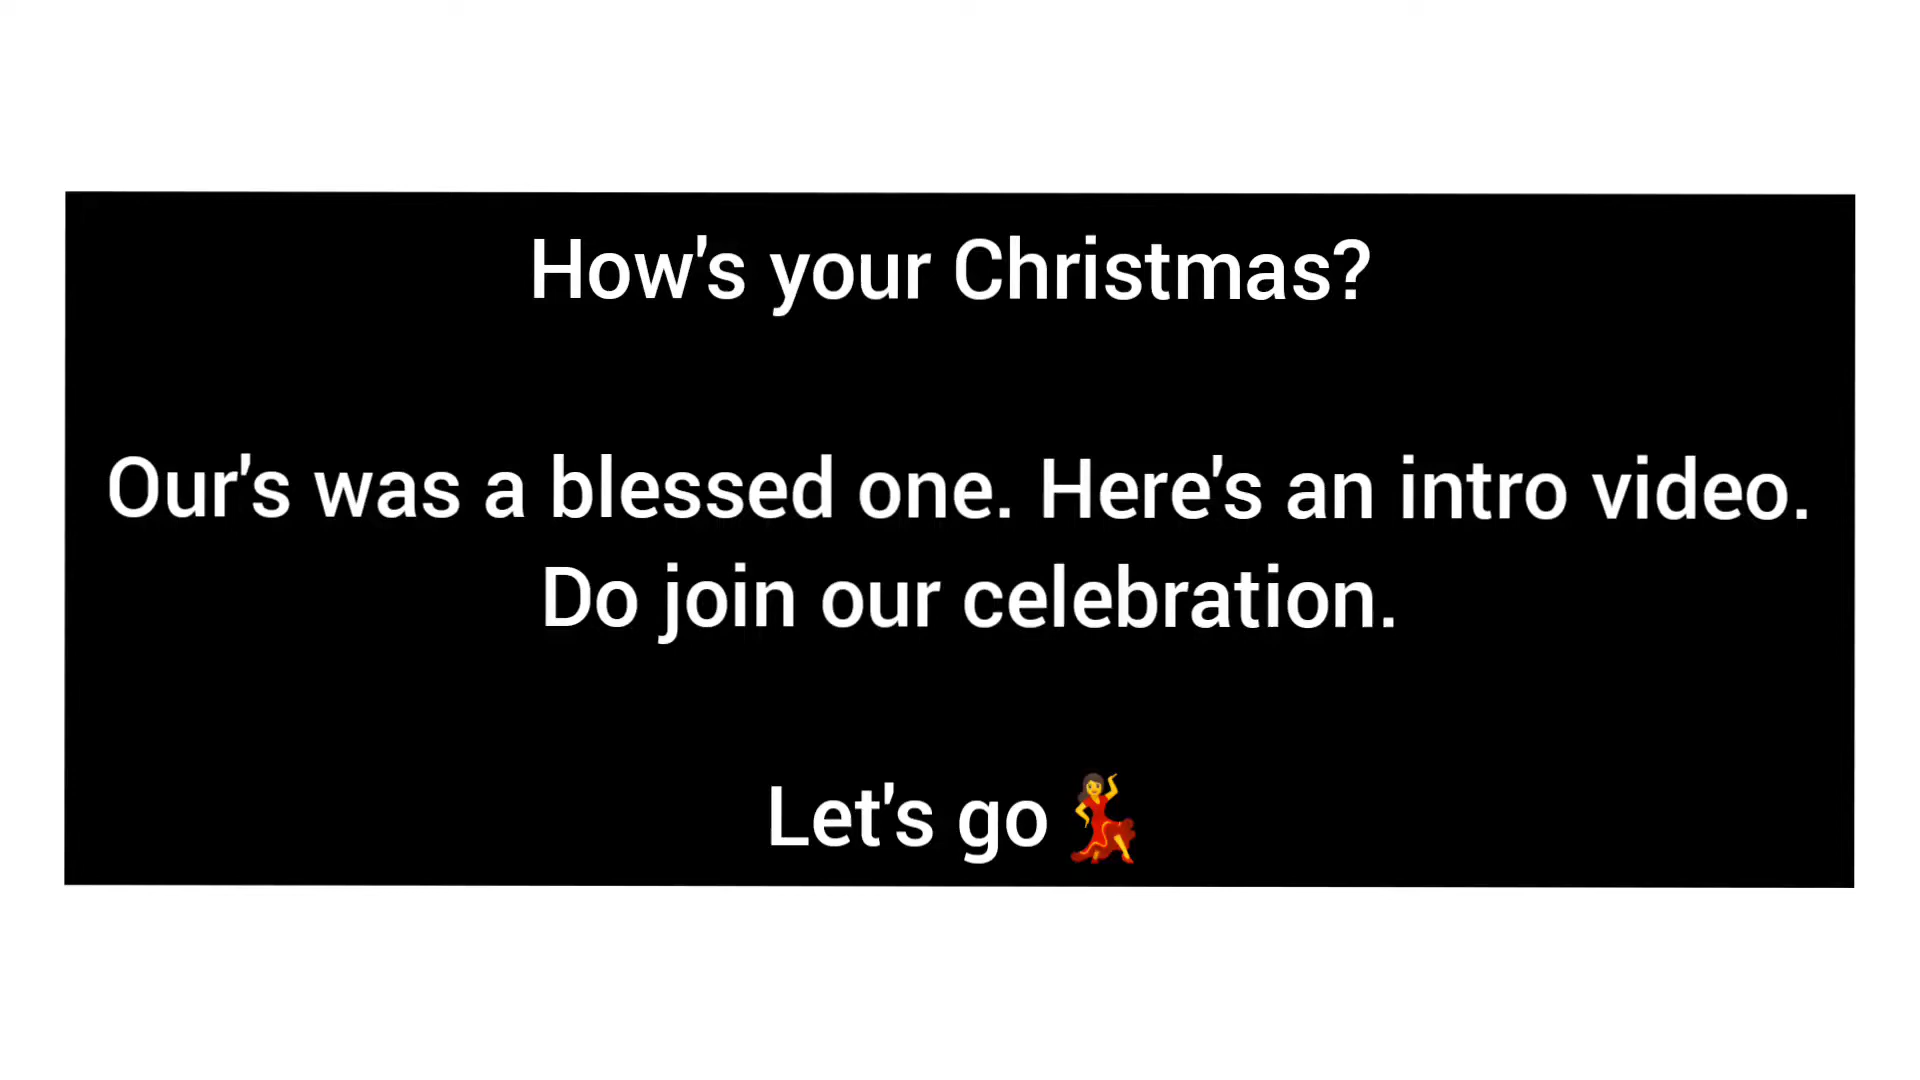 How's your Christmas?
Our's was a blessed one. Here's an intro video.
Do join our celebration.
Let's go💃